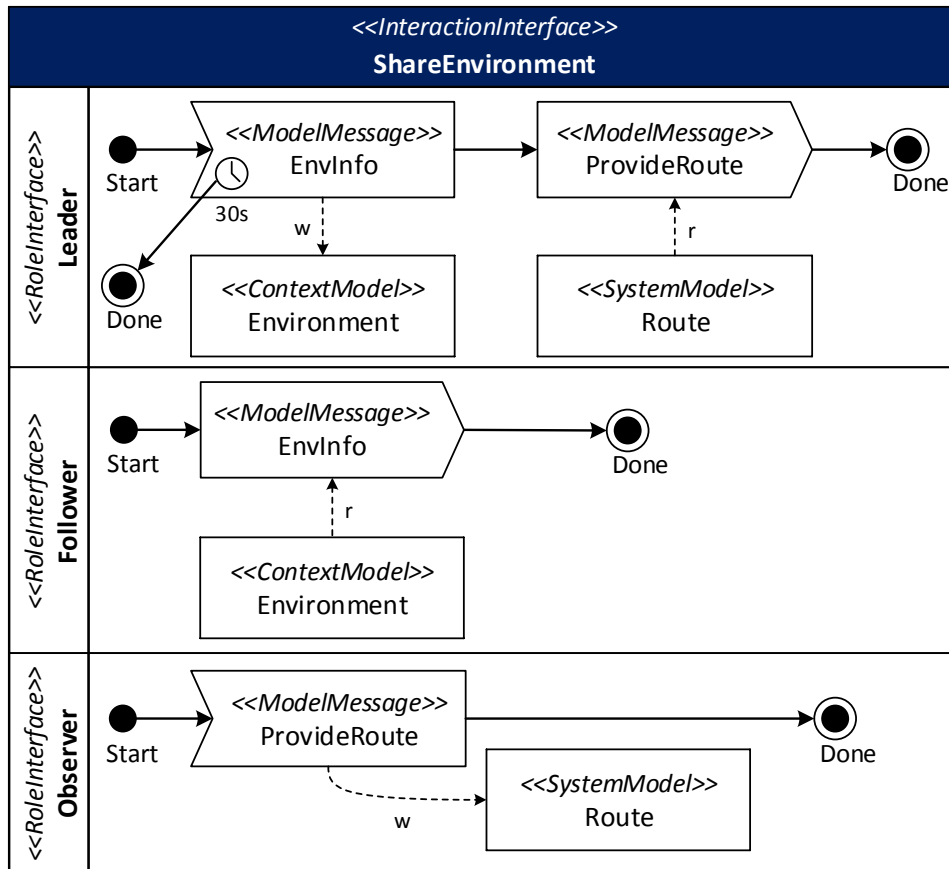 <<InteractionInterface>>
ShareEnvironment
<<RoleInterface>>
Leader
Start
<<ModelMessage>>
EnvInfo
30s
Done
w
<<ContextModel>>
Environment
<<ModelMessage>>
ProvideRoute
r
<<SystemModel>>
Route
Done
<<RoleInterface>>
Follower
Start
<<ModelMessage>>
EnvInfo
Done
r
<<ContextModel>>
Environment
<<RoleInterface>>
Observer
Start
<<ModelMessage>>
ProvideRoute
Done
w
<<SystemModel>>
Route